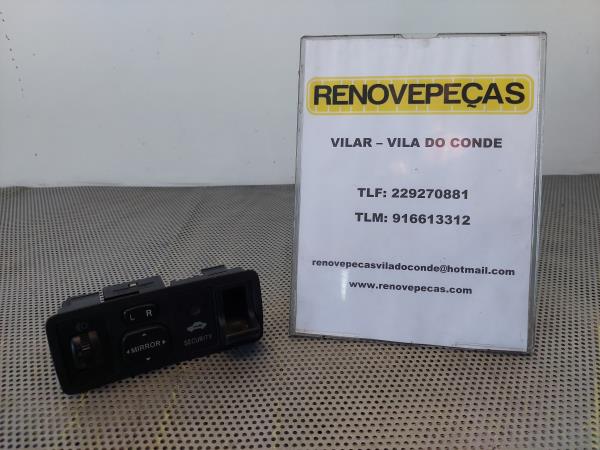 RENOVEPEÇAS
VILAR – VILA DO CONDE
TLF: 229270881
TLM: 916613312
renovepecasviladoconde@hotmail.com
www.renovepecas.com
L R
MIRROR
SECURITY